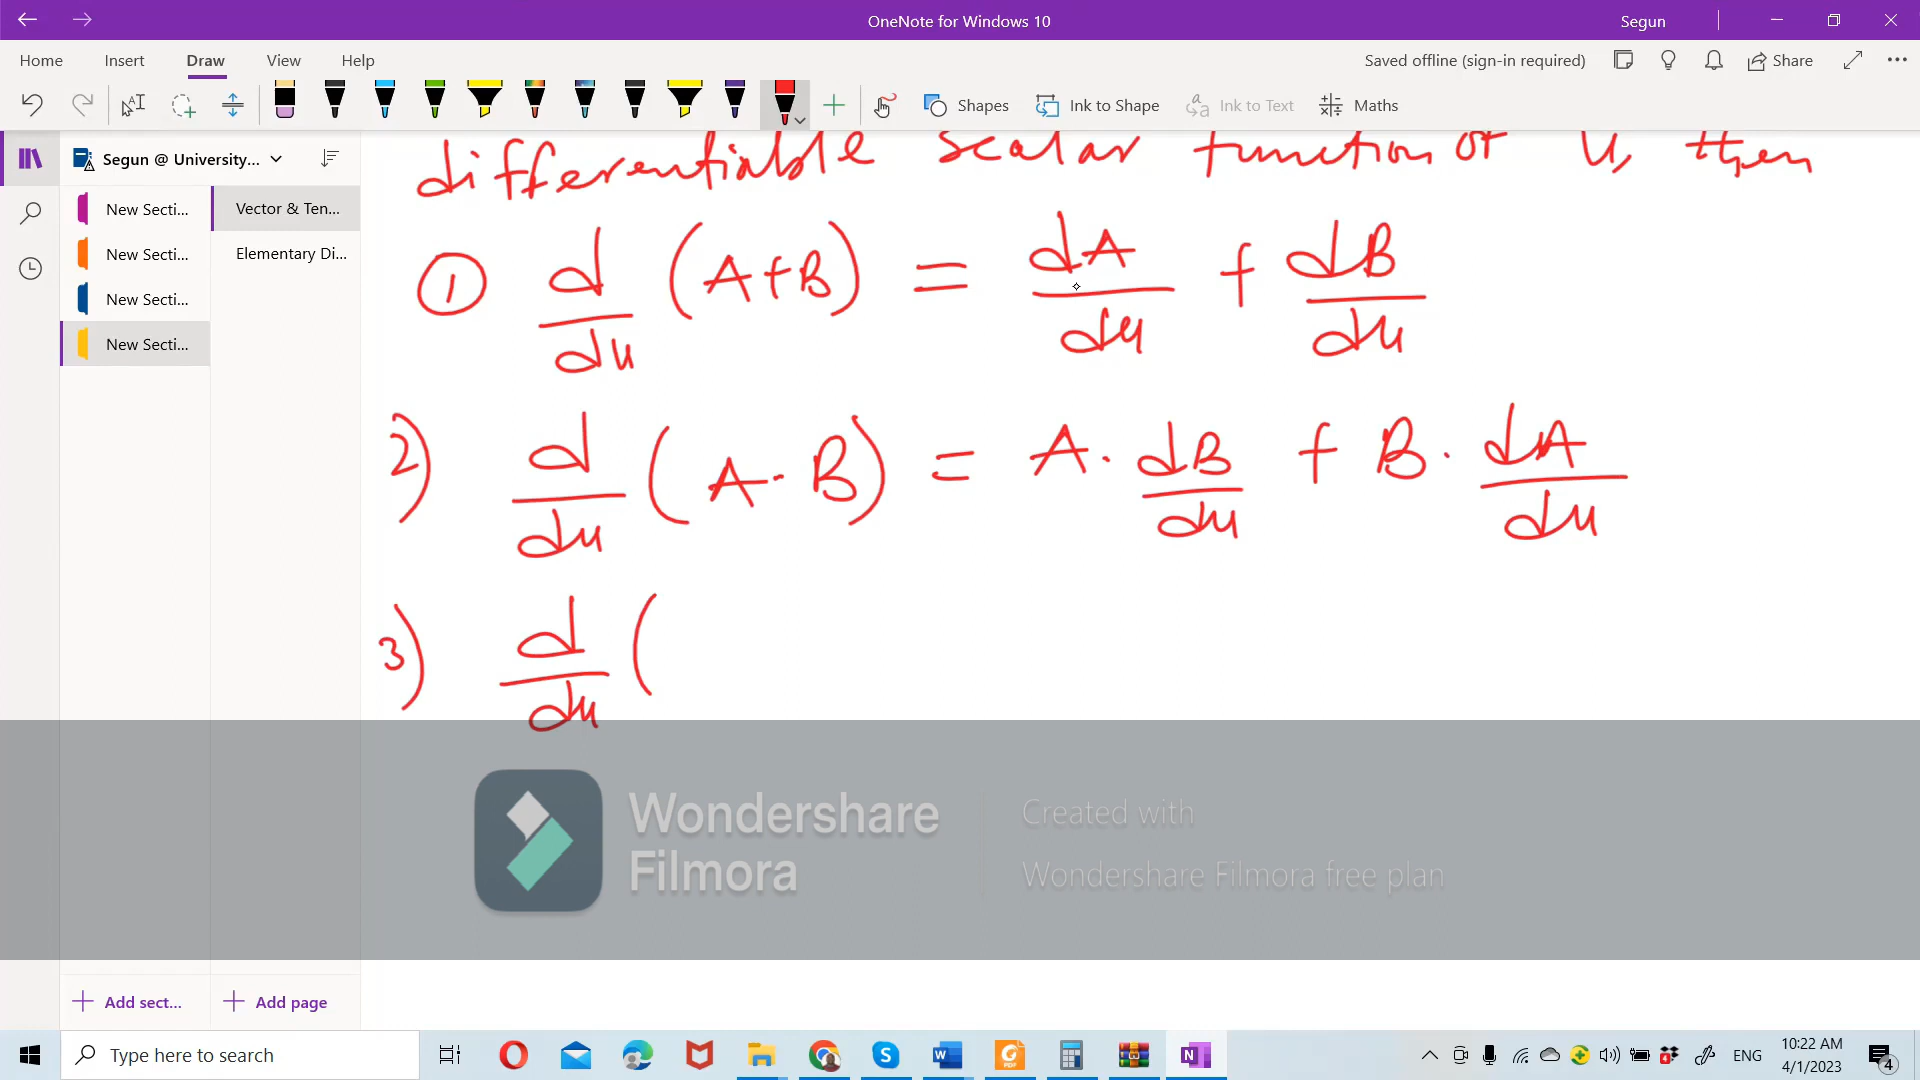 OneNote for Windows 10
Segun
Home Insert Draw View Help
Saved offline (sign-in required)
Share
Shapes Ink to Shape Ink to Text Maths
Segun @ University...
New Secti...
New Secti...
New Secti...
New Secti...
Vector & Ten...
Elementary Di...
differentiable scalar function of u, then
① d/du (A+B) = dA/du + dB/du
2) d/du (A·B) = A·dB/du + B·dA/du
3) d/du (
Wondershare
Filmora
Created with
Wondershare Filmora free plan
Add sect...
Add page
Type here to search
ENG
10:22 AM
4/1/2023
4